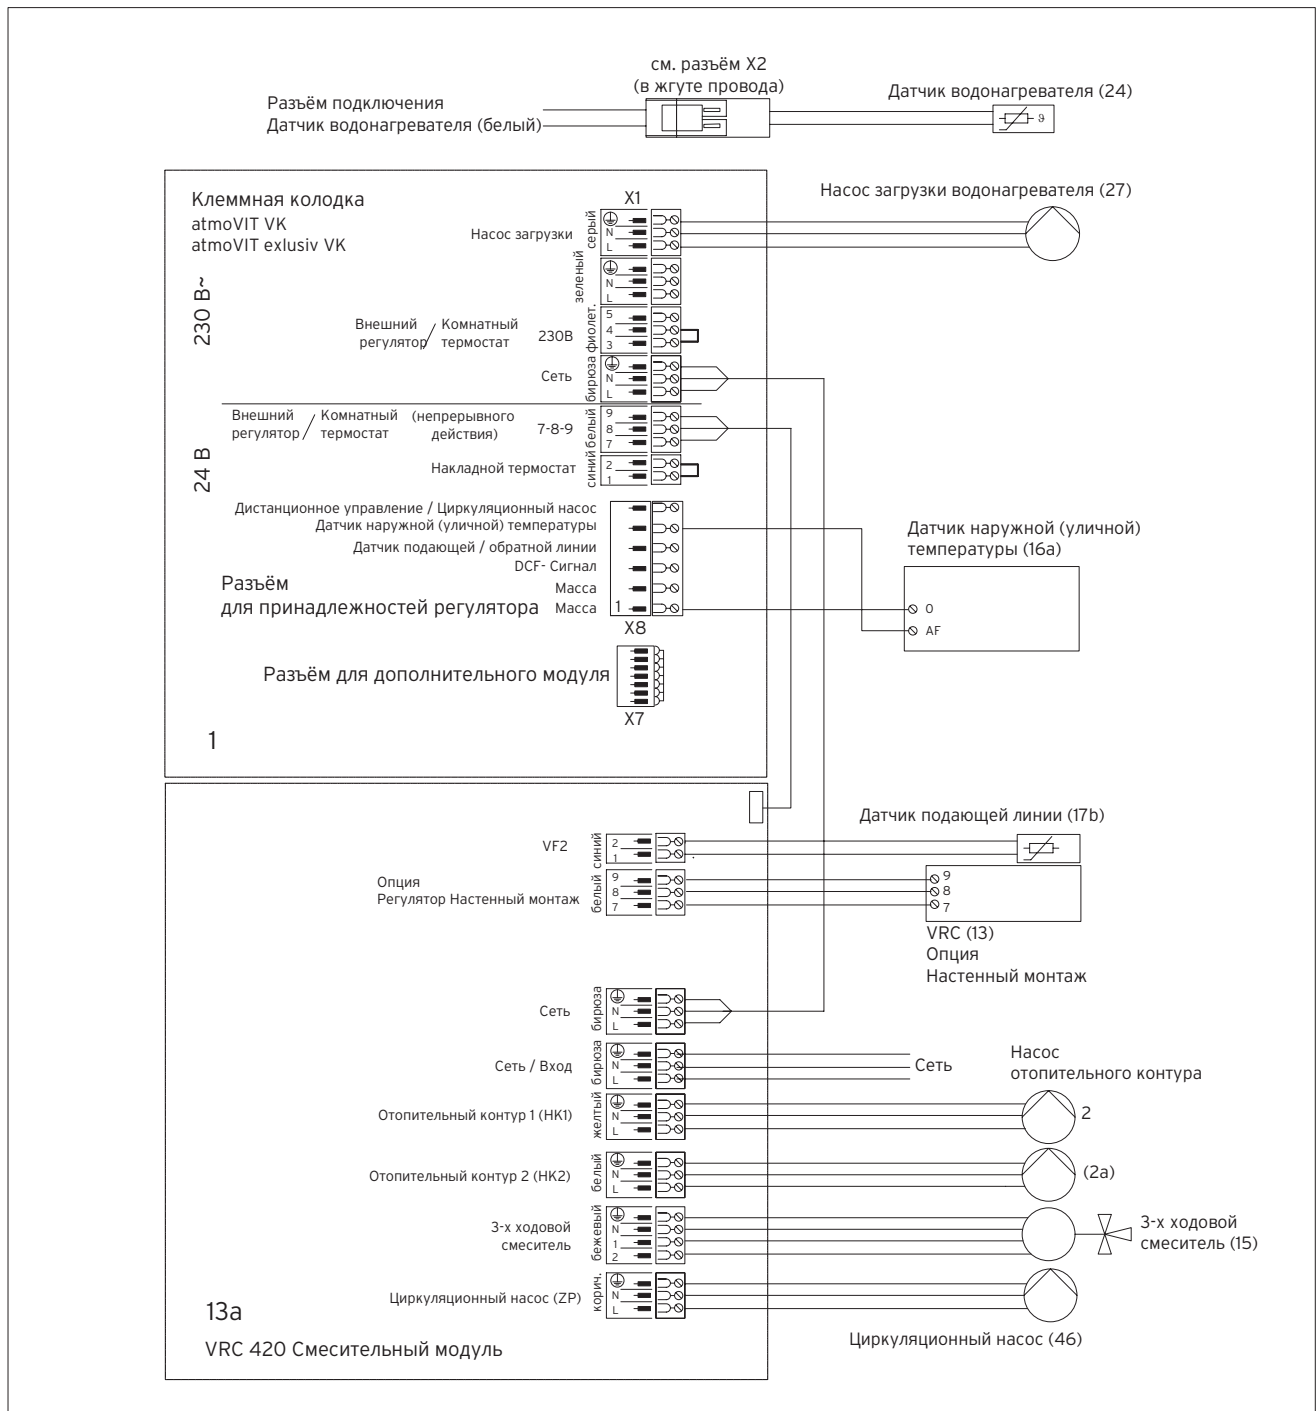 см. разъём X2
(в жгуте провода)
Разъём подключения
Датчик водонагревателя (белый)
Датчик водонагревателя (24)
ϑ
Клеммная колодка
atmoVIT VK
atmoVIT exlusiv VK
X1
Насос загрузки водонагревателя (27)
230 В~
Насос загрузки
серый
N
L
зеленый
N
L
Внешний регулятор / Комнатный термостат
230В
фиолет.
5
4
3
Сеть
бирюза
N
L
24 В
Внешний регулятор / Комнатный термостат
(непрерывного действия)
7-8-9
белый
9
8
7
Накладной термостат
синий
2
1
Дистанционное управление / Циркуляционный насос
Датчик наружной (уличной) температуры
Датчик подающей / обратной линии
DCF- Сигнал
Масса
Разъём
для принадлежностей регулятора
Масса
1
X8
Датчик наружной (уличной)
температуры (16a)
0
AF
Разъём для дополнительного модуля
X7
1
Датчик подающей линии (17b)
VF2
синий
2
1
Опция
Регулятор Настенный монтаж
белый
9
8
7
9
8
7
VRC (13)
Опция
Настенный монтаж
Сеть
бирюза
N
L
Сеть / Вход
бирюза
N
L
Сеть
Насос
отопительного контура
Отопительный контур 1 (HK1)
желтый
N
L
2
Отопительный контур 2 (HK2)
белый
N
L
(2a)
3-х ходовой
смеситель
бежевый
N
1
2
3-х ходовой
смеситель (15)
Циркуляционный насос (ZP)
корич.
N
L
Циркуляционный насос (46)
13a
VRC 420 Смесительный модуль